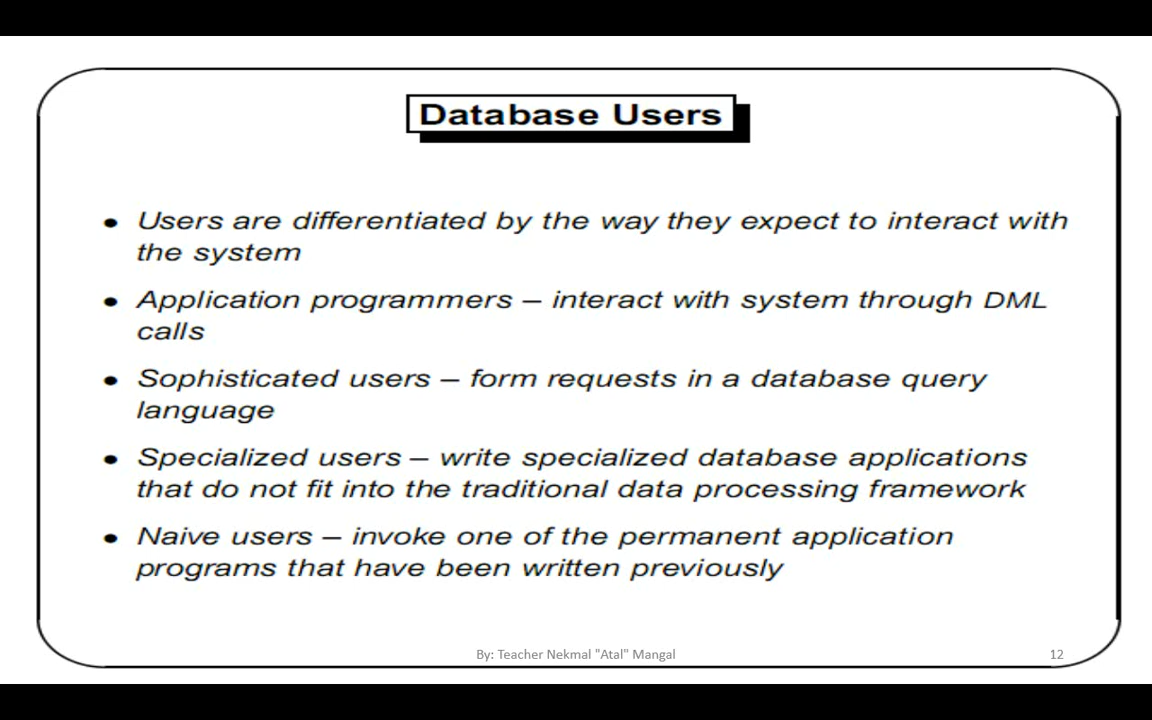 Database Users
• Users are differentiated by the way they expect to interact with
the system
• Application programmers – interact with system through DML
calls
• Sophisticated users – form requests in a database query
language
• Specialized users – write specialized database applications
that do not fit into the traditional data processing framework
• Naive users – invoke one of the permanent application
programs that have been written previously
By: Teacher Nekmal "Atal" Mangal
12